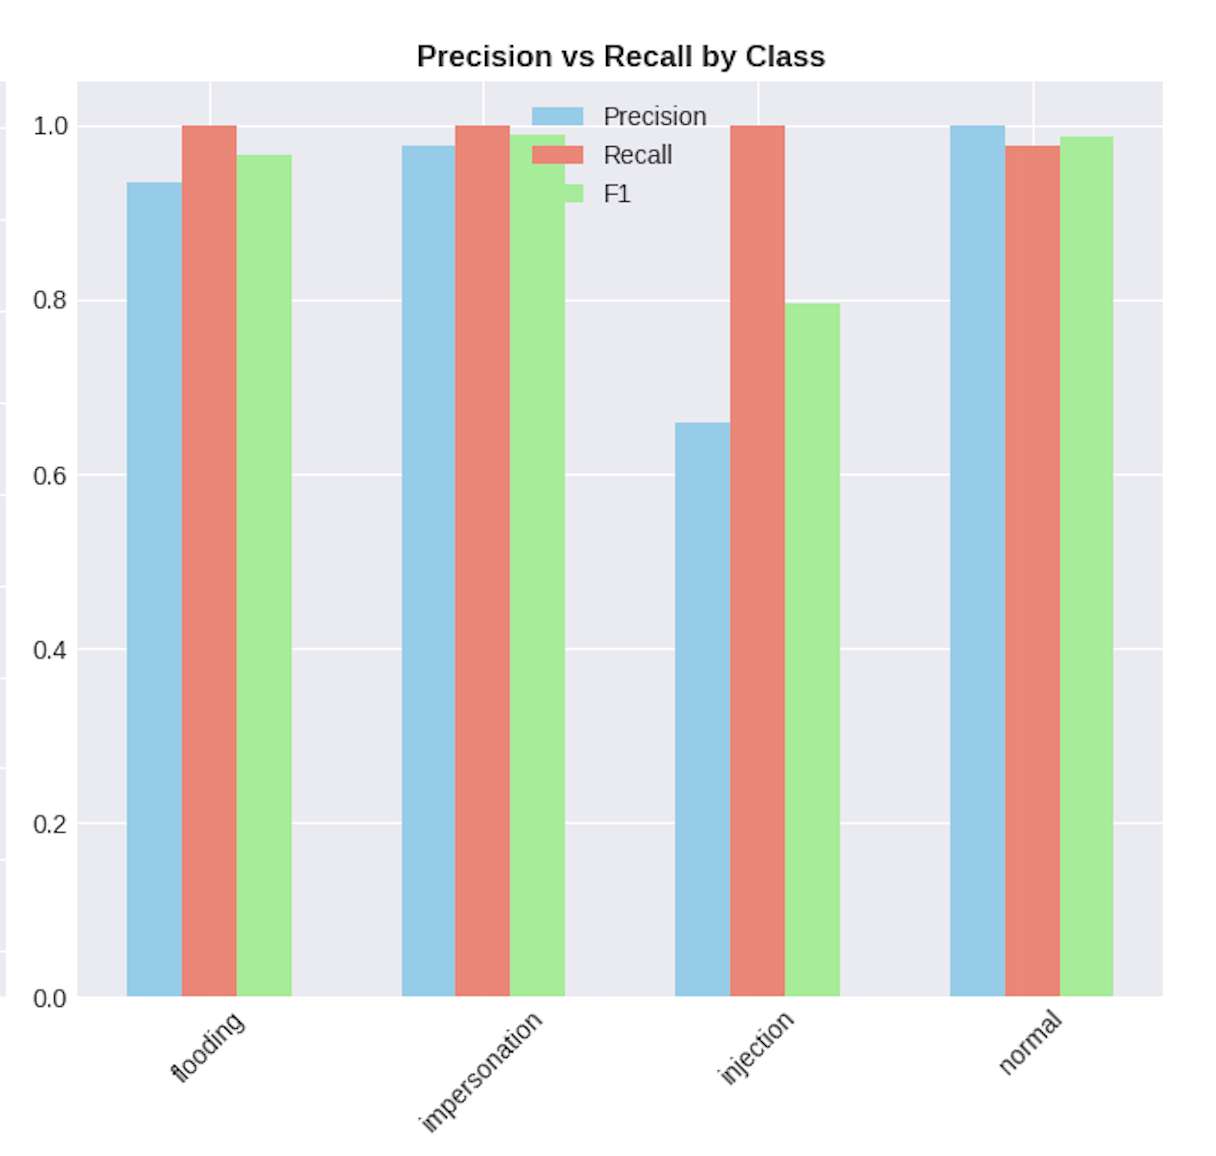 Precision vs Recall by Class
Precision
Recall
F1
1.0
0.8
0.6
0.4
0.2
0.0
flooding
impersonation
injection
normal